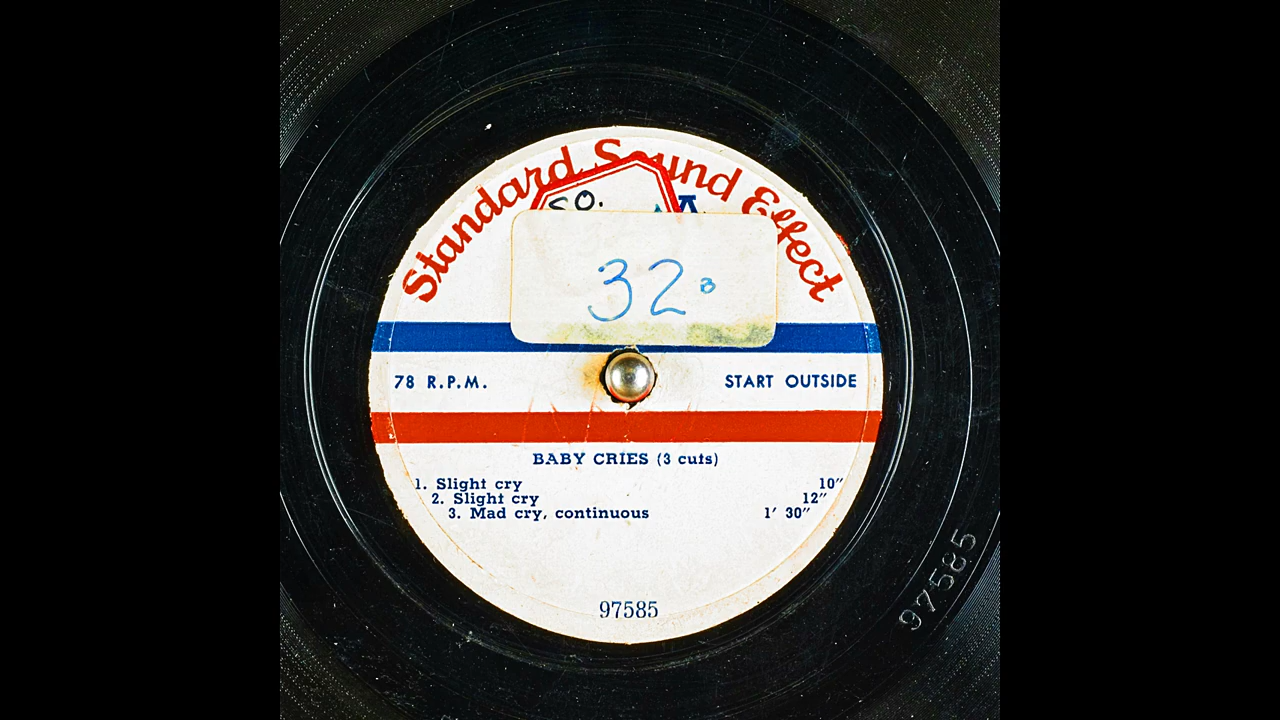 Standard Sound Effect
SO.
A
32 B
78 R.P.M.
START OUTSIDE
BABY CRIES (3 cuts)
1. Slight cry 10″
2. Slight cry 12″
3. Mad cry, continuous 1′ 30″
97585
97585